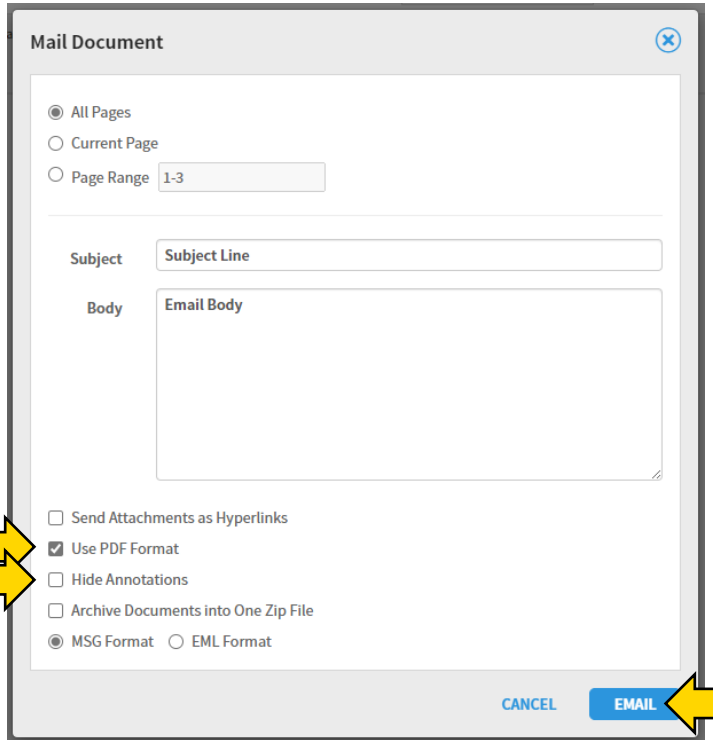 Mail Document
All Pages
Current Page
Page Range 1-3
Subject Subject Line
Body Email Body
Send Attachments as Hyperlinks
Use PDF Format
Hide Annotations
Archive Documents into One Zip File
MSG Format EML Format
CANCEL EMAIL